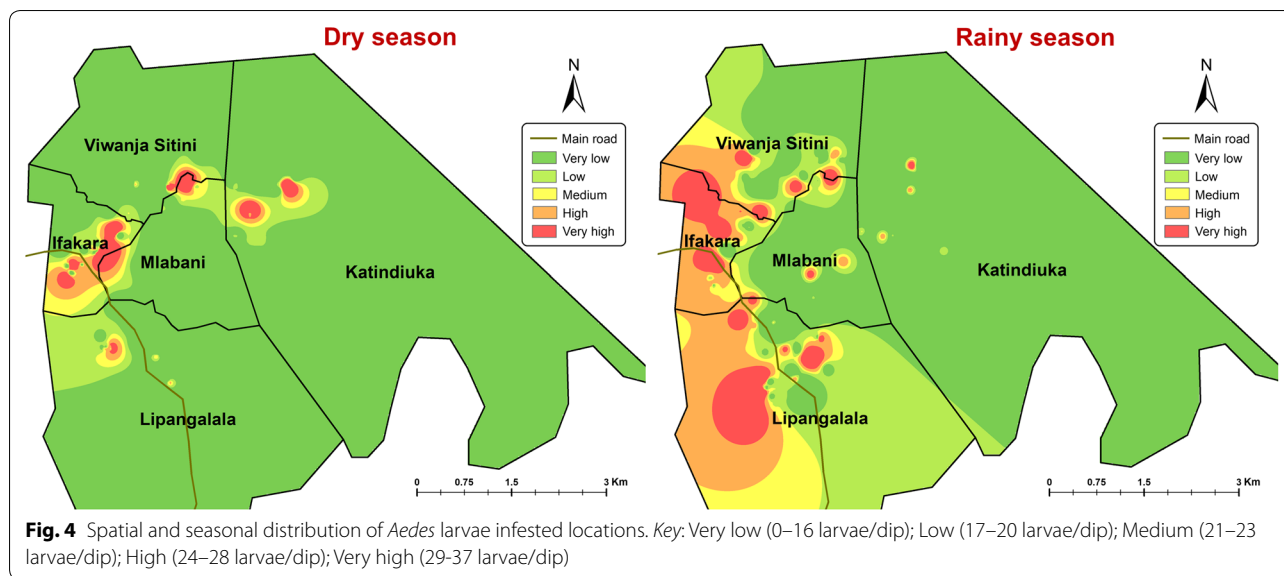 Dry season
N
Main road
Very low
Low
Medium
High
Very high
Viwanja Sitini
Ifakara
Mlabani
Katindiuka
Lipangalala
0 0.75 1.5 3 Km
Rainy season
N
Main road
Very low
Low
Medium
High
Very high
Viwanja Sitini
Ifakara
Mlabani
Katindiuka
Lipangalala
0 0.75 1.5 3 Km
Fig. 4 Spatial and seasonal distribution of Aedes larvae infested locations. Key: Very low (0–16 larvae/dip); Low (17–20 larvae/dip); Medium (21–23
larvae/dip); High (24–28 larvae/dip); Very high (29-37 larvae/dip)